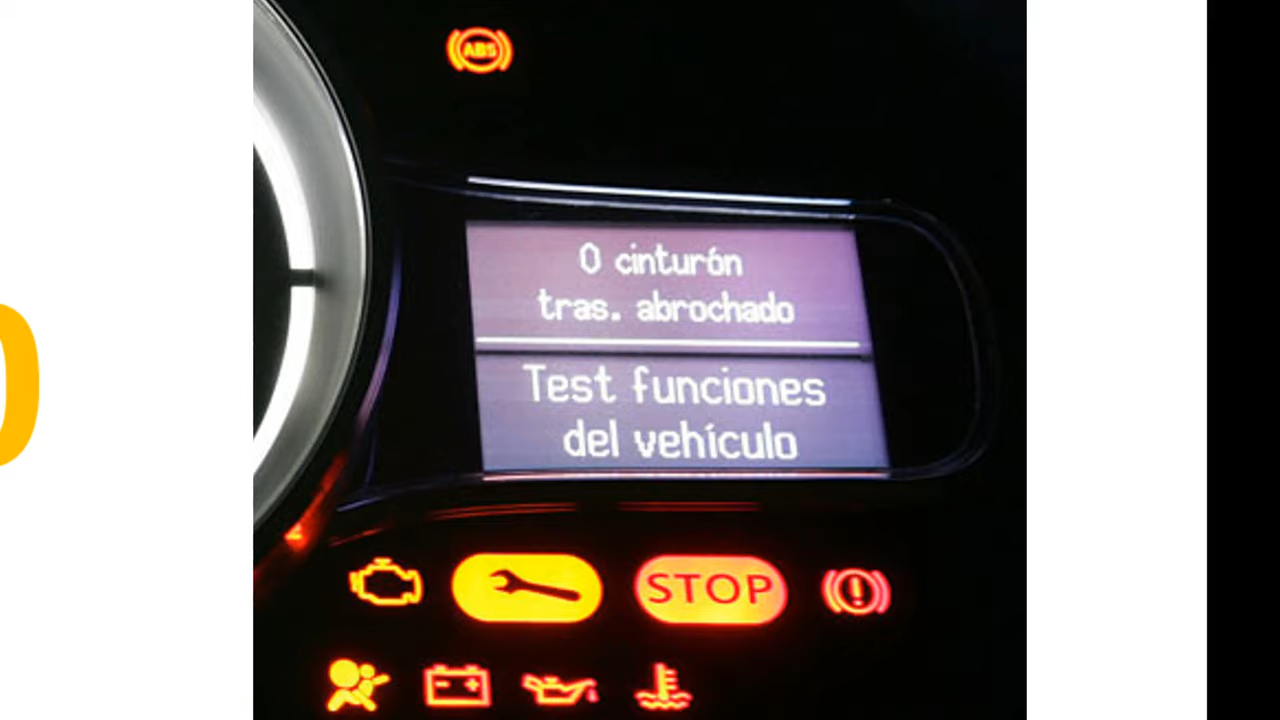 ABS
0 cinturón
tras. abrochado
Test funciones
del vehículo
STOP